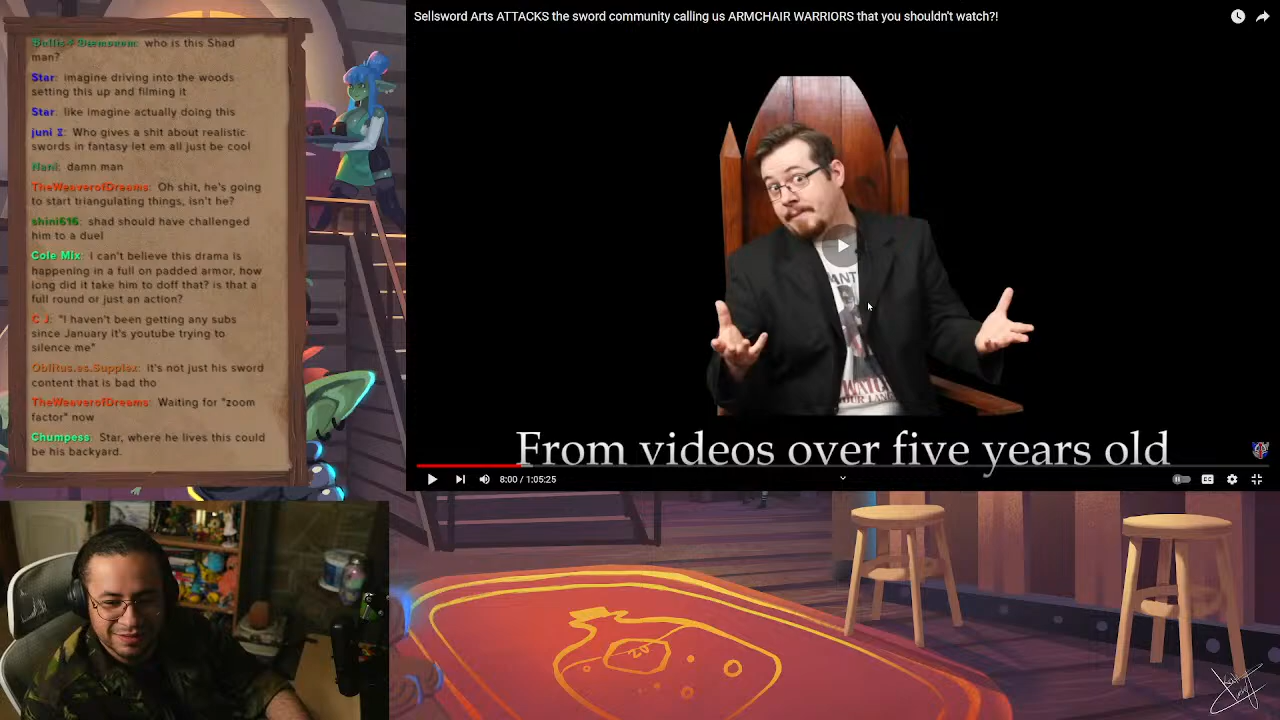 Sellsword Arts ATTACKS the sword community calling us ARMCHAIR WARRIORS that you shouldn't watch?!
who is this Shad
man?
Star: imagine driving into the woods
setting this up and filming it
Star: like imagine actually doing this
juni I: Who gives a shit about realistic
swords in fantasy let em all just be cool
Nani: damn man
TheWeaverofDreams: Oh shit, he's going
to start triangulating things, isn't he?
shini616: shad should have challenged
him to a duel
Cole Mix: I can't believe this drama is
happening in a full on padded armor, how
long did it take him to doff that? is that a
full round or just an action?
C J: "I haven't been getting any subs
since January it's youtube trying to
silence me"
Oblitus.es.Supplex: it's not just his sword
content that is bad tho
TheWeaverofDreams: Waiting for "zoom
factor" now
Chumpess: Star, where he lives this could
be his backyard.
From videos over five years old
8:00 / 1:05:25
CC
20